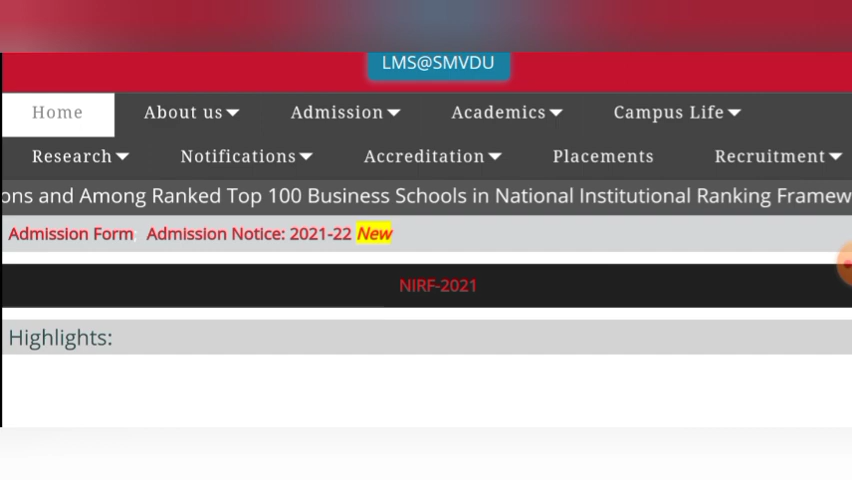 LMS@SMVDU
Home About us Admission Academics Campus Life
Research Notifications Accreditation Placements Recruitment
ons and Among Ranked Top 100 Business Schools in National Institutional Ranking Framew
Admission Form Admission Notice: 2021-22 New
NIRF-2021
Highlights: